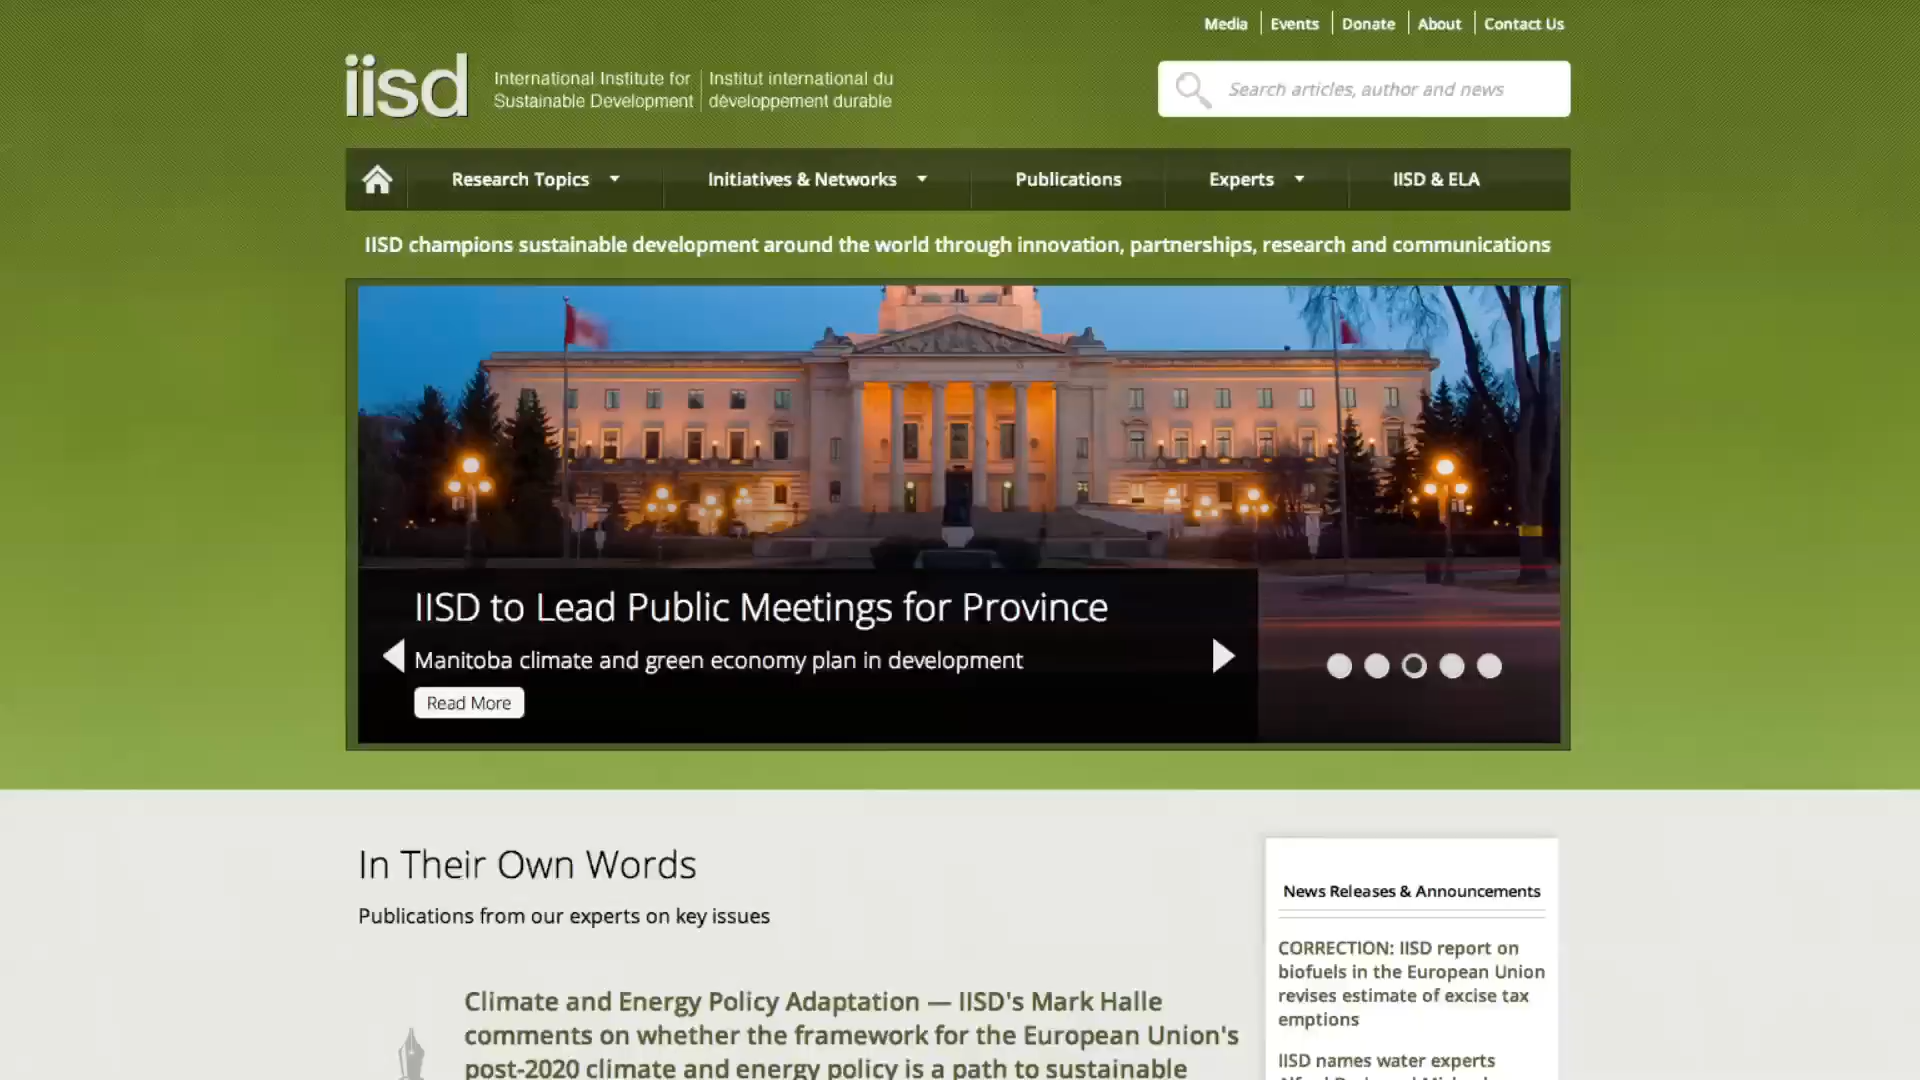 Media
Events
Donate
About
Contact Us
iisd
International Institute for
Sustainable Development
Institut international du
développement durable
Search articles, author and news
Research Topics
Initiatives & Networks
Publications
Experts
IISD & ELA
IISD champions sustainable development around the world through innovation, partnerships, research and communications
IISD to Lead Public Meetings for Province
Manitoba climate and green economy plan in development
Read More
In Their Own Words
Publications from our experts on key issues
Climate and Energy Policy Adaptation — IISD's Mark Halle
comments on whether the framework for the European Union's
post-2020 climate and energy policy is a path to sustainable
News Releases & Announcements
CORRECTION: IISD report on
biofuels in the European Union
revises estimate of excise tax
emptions
IISD names water experts